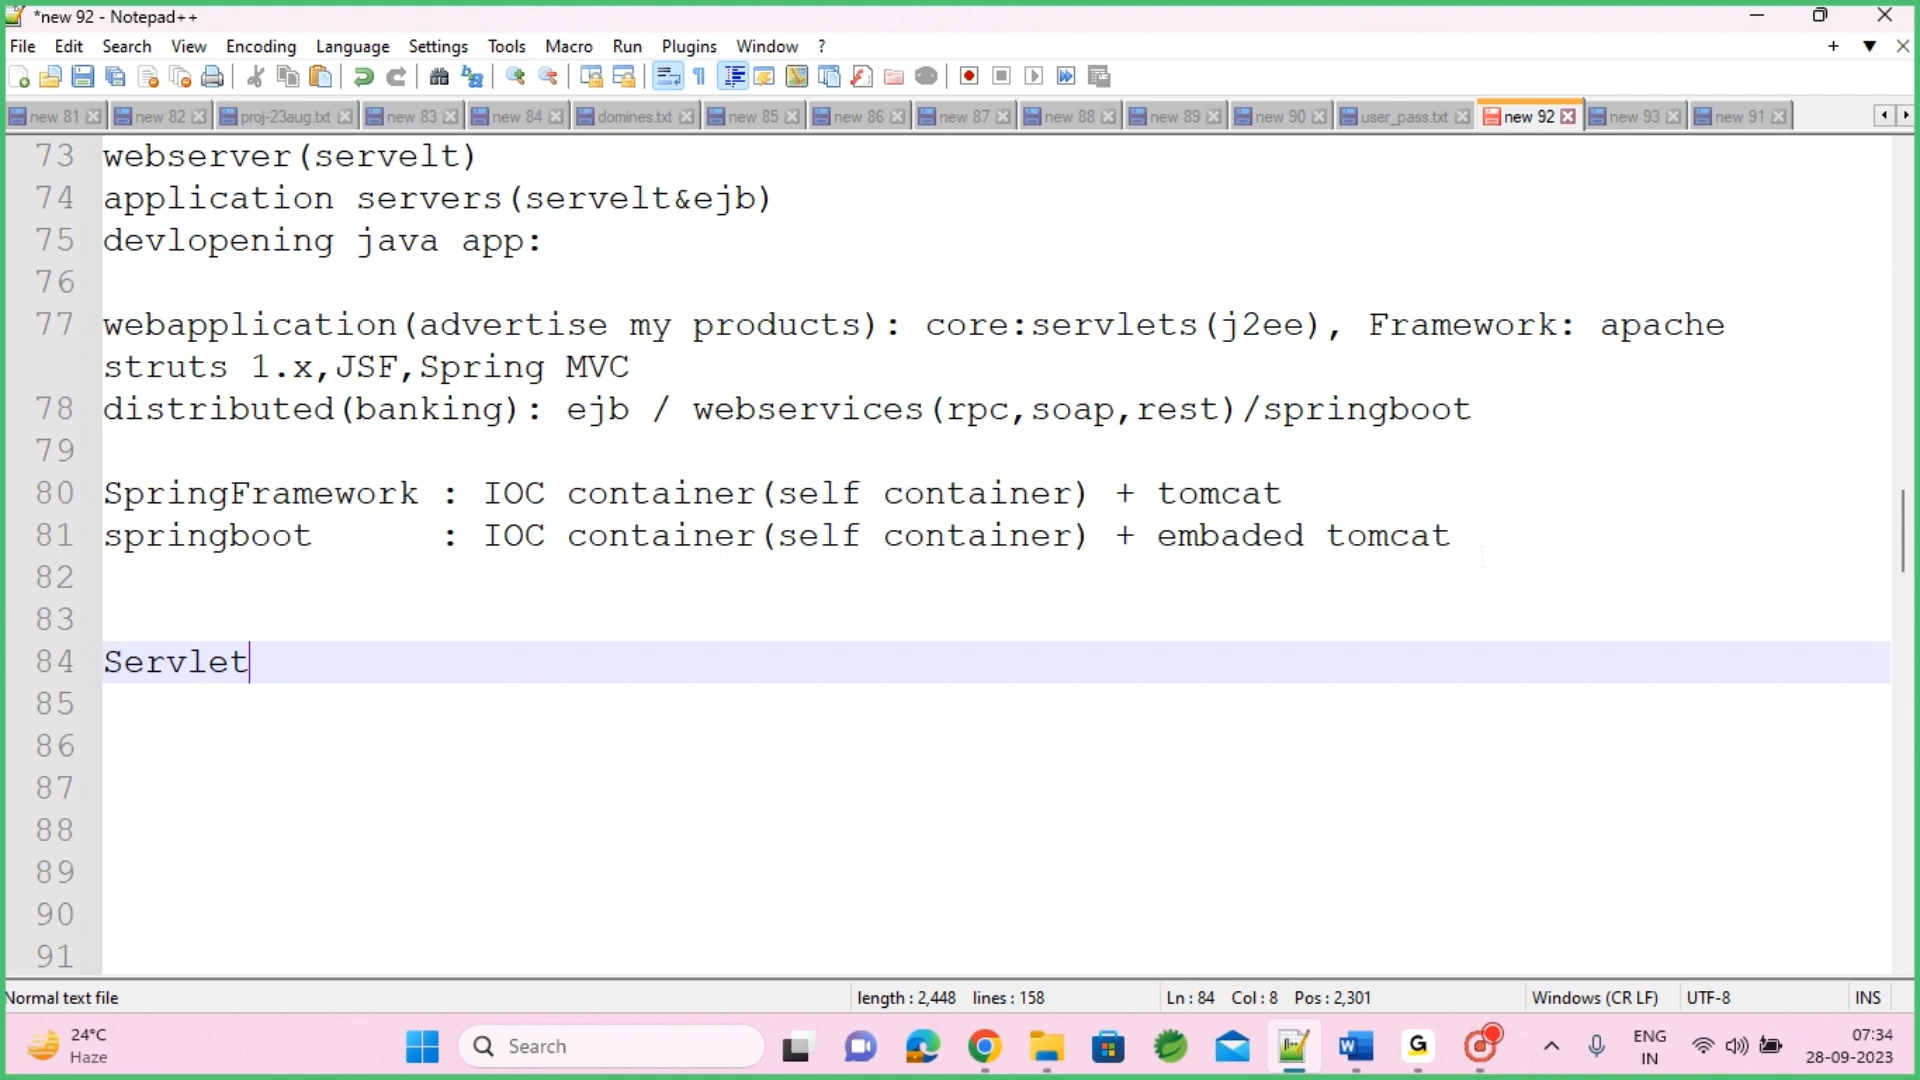 *new 92 - Notepad++
File Edit Search View Encoding Language Settings Tools Macro Run Plugins Window ?
new 81 new 82 proj-23aug.txt new 83 new 84 domines.txt new 85 new 86 new 87 new 88 new 89 new 90 user_pass.txt new 92 new 93 new 91
73 webserver(servelt)
74 application servers(servelt&ejb)
75 devlopening java app:
76
77 webapplication(advertise my products): core:servlets(j2ee), Framework: apache
struts 1.x,JSF,Spring MVC
78 distributed(banking): ejb / webservices(rpc,soap,rest)/springboot
79
80 SpringFramework : IOC container(self container) + tomcat
81 springboot : IOC container(self container) + embaded tomcat
82
83
84 Servlet
85
86
87
88
89
90
91
Normal text file length : 2,448 lines : 158 Ln : 84 Col : 8 Pos : 2,301 Windows (CR LF) UTF-8 INS
24°C
Haze
Search
ENG
IN
07:34
28-09-2023